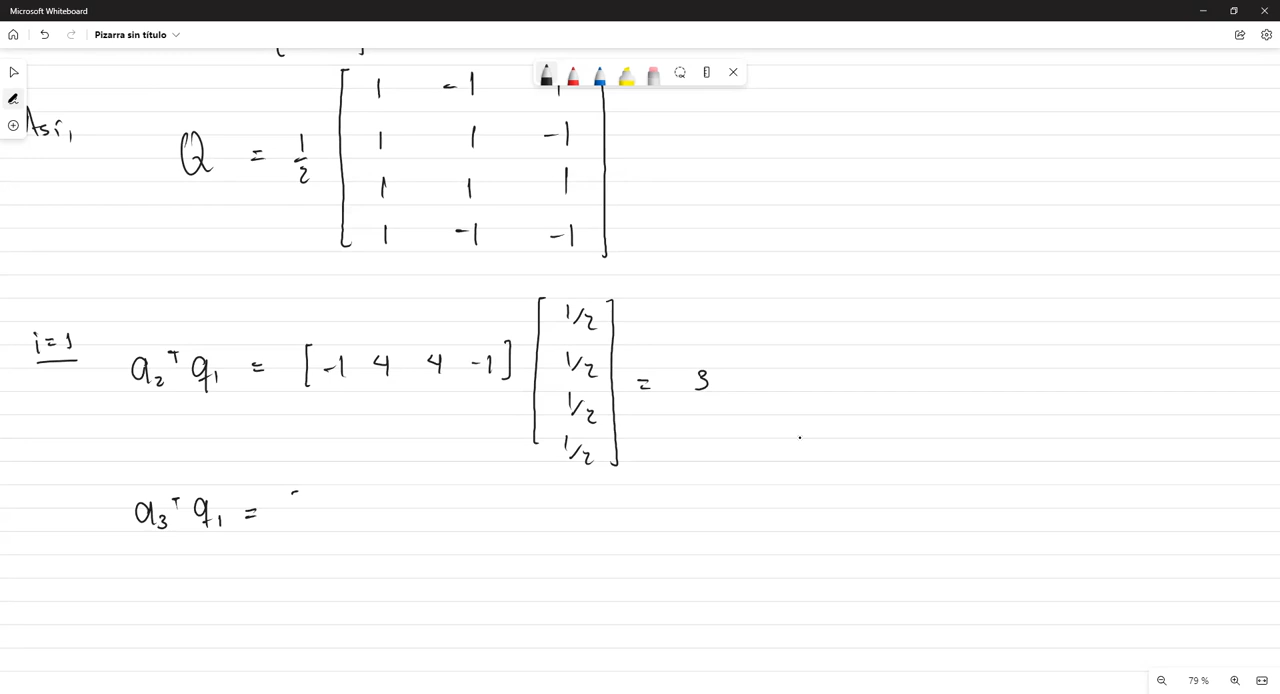 Microsoft Whiteboard
Pizarra sin título
Así,
Q = 1/2 [ 1 -1 1
1 1 -1
1 1 1
1 -1 -1 ]
i = 1
a₂ᵀ q₁ = [ -1 4 4 -1 ] [ 1/2
1/2
1/2
1/2 ] = 3
a₃ᵀ q₁ =
79 %